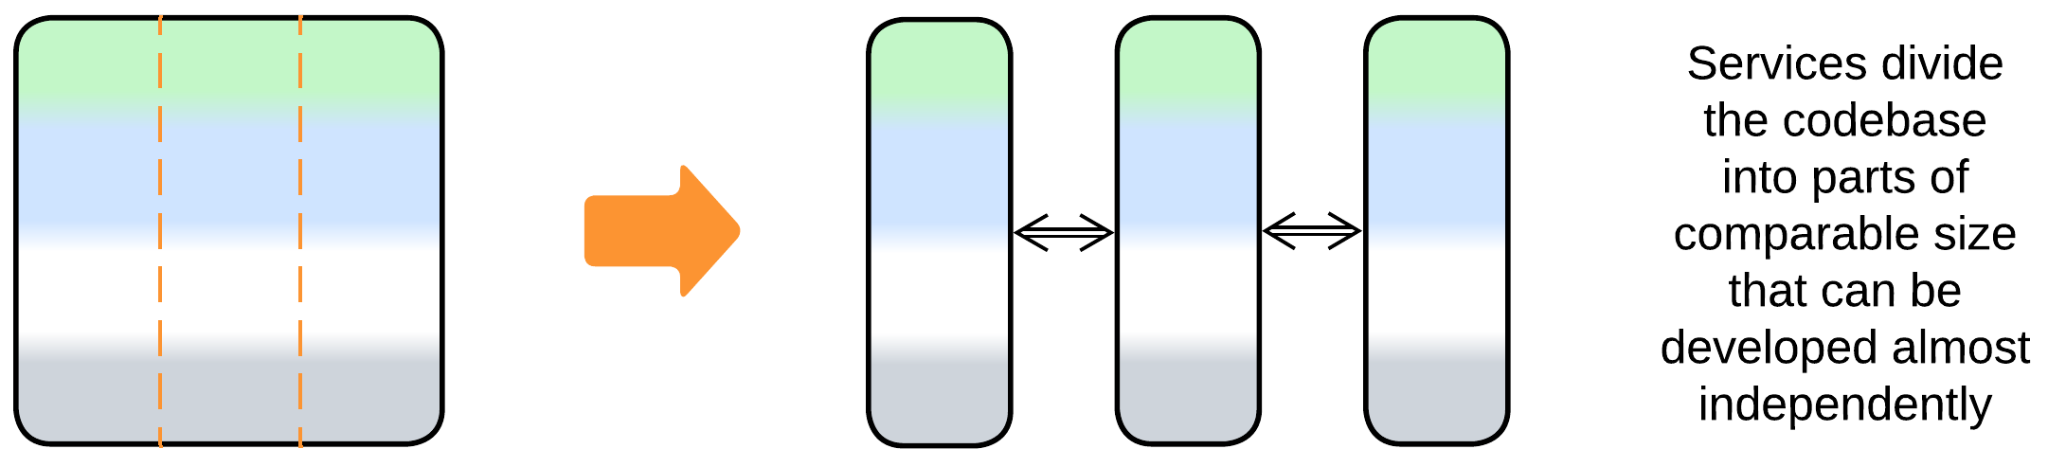 Services divide
the codebase
into parts of
comparable size
that can be
developed almost
independently